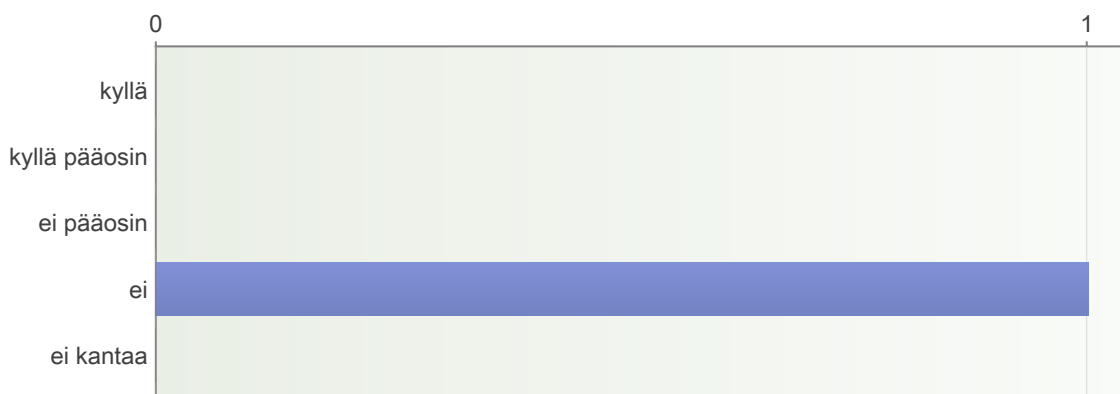 0 1
kyllä
kyllä pääosin
ei pääosin
ei
ei kantaa